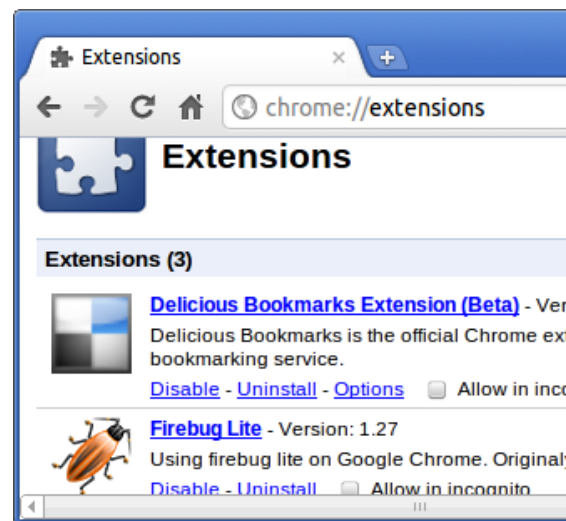 Extensions
chrome://extensions
Extensions
Extensions (3)
Delicious Bookmarks Extension (Beta) - Ver
Delicious Bookmarks is the official Chrome ex
bookmarking service.
Disable - Uninstall - Options Allow in inco
Firebug Lite - Version: 1.27
Using firebug lite on Google Chrome. Originaly
Disable - Uninstall Allow in incognito